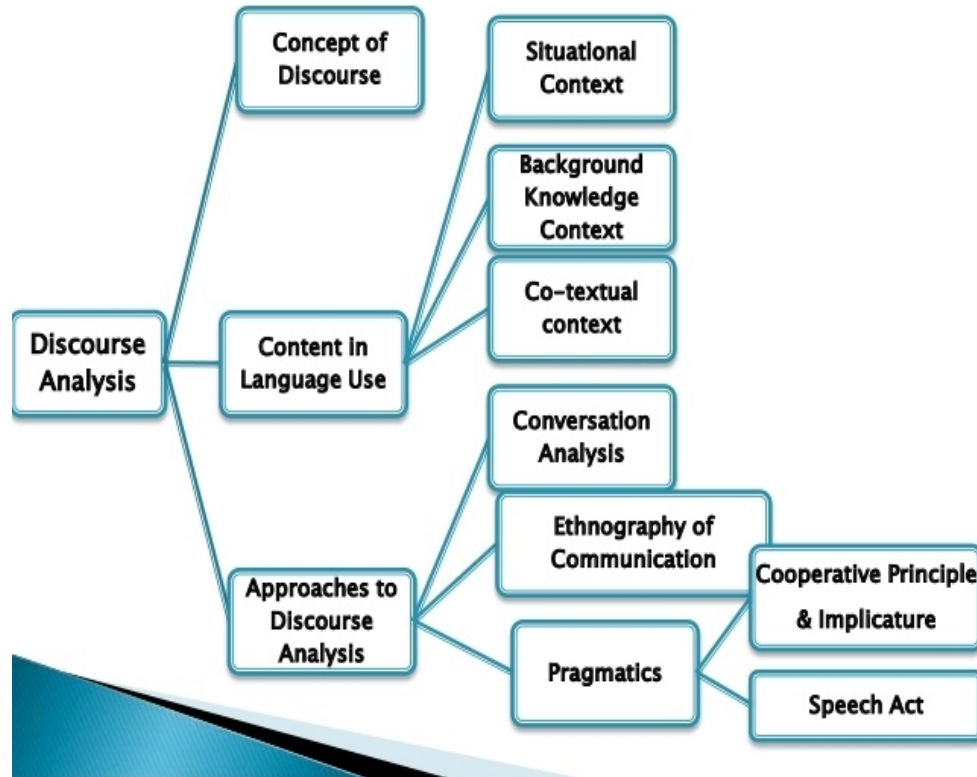 Concept of
Discourse
Situational
Context
Background
Knowledge
Context
Co-textual
context
Discourse
Analysis
Content in
Language Use
Conversation
Analysis
Ethnography of
Communication
Cooperative Principle
& Implicature
Approaches to
Discourse
Analysis
Pragmatics
Speech Act